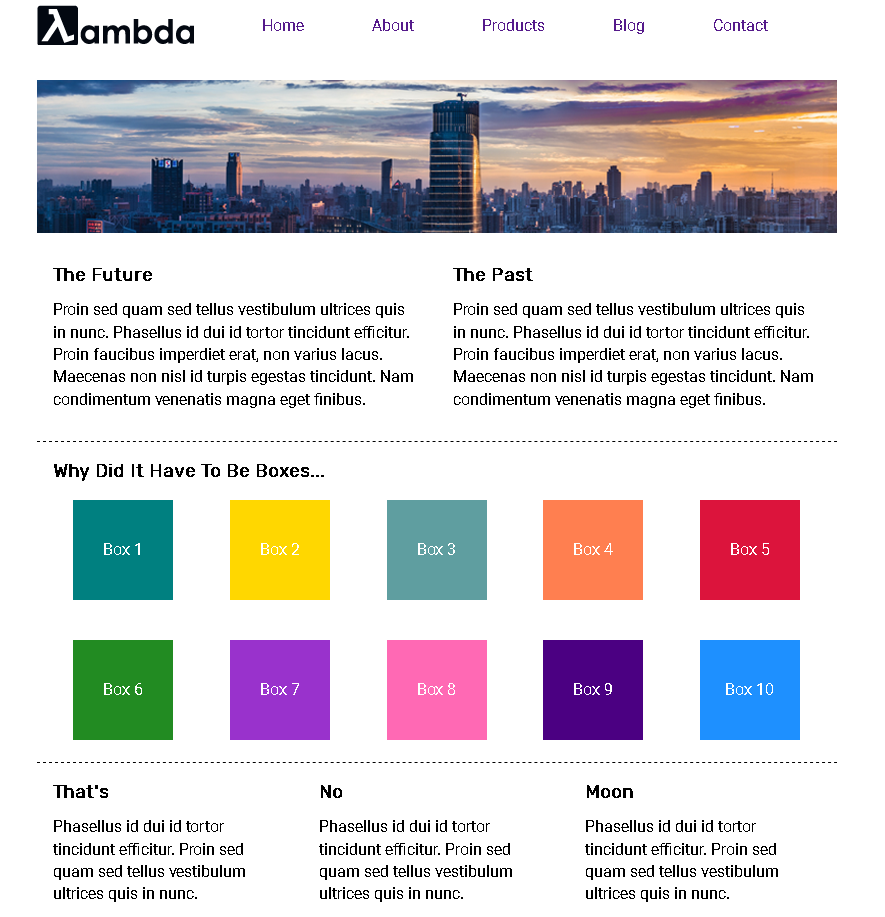 λambda
Home About Products Blog Contact
The Future
Proin sed quam sed tellus vestibulum ultrices quis
in nunc. Phasellus id dui id tortor tincidunt efficitur.
Proin faucibus imperdiet erat, non varius lacus.
Maecenas non nisl id turpis egestas tincidunt. Nam
condimentum venenatis magna eget finibus.
The Past
Proin sed quam sed tellus vestibulum ultrices quis
in nunc. Phasellus id dui id tortor tincidunt efficitur.
Proin faucibus imperdiet erat, non varius lacus.
Maecenas non nisl id turpis egestas tincidunt. Nam
condimentum venenatis magna eget finibus.
Why Did It Have To Be Boxes...
Box 1 Box 2 Box 3 Box 4 Box 5
Box 6 Box 7 Box 8 Box 9 Box 10
That's
Phasellus id dui id tortor
tincidunt efficitur. Proin sed
quam sed tellus vestibulum
ultrices quis in nunc.
No
Phasellus id dui id tortor
tincidunt efficitur. Proin sed
quam sed tellus vestibulum
ultrices quis in nunc.
Moon
Phasellus id dui id tortor
tincidunt efficitur. Proin sed
quam sed tellus vestibulum
ultrices quis in nunc.